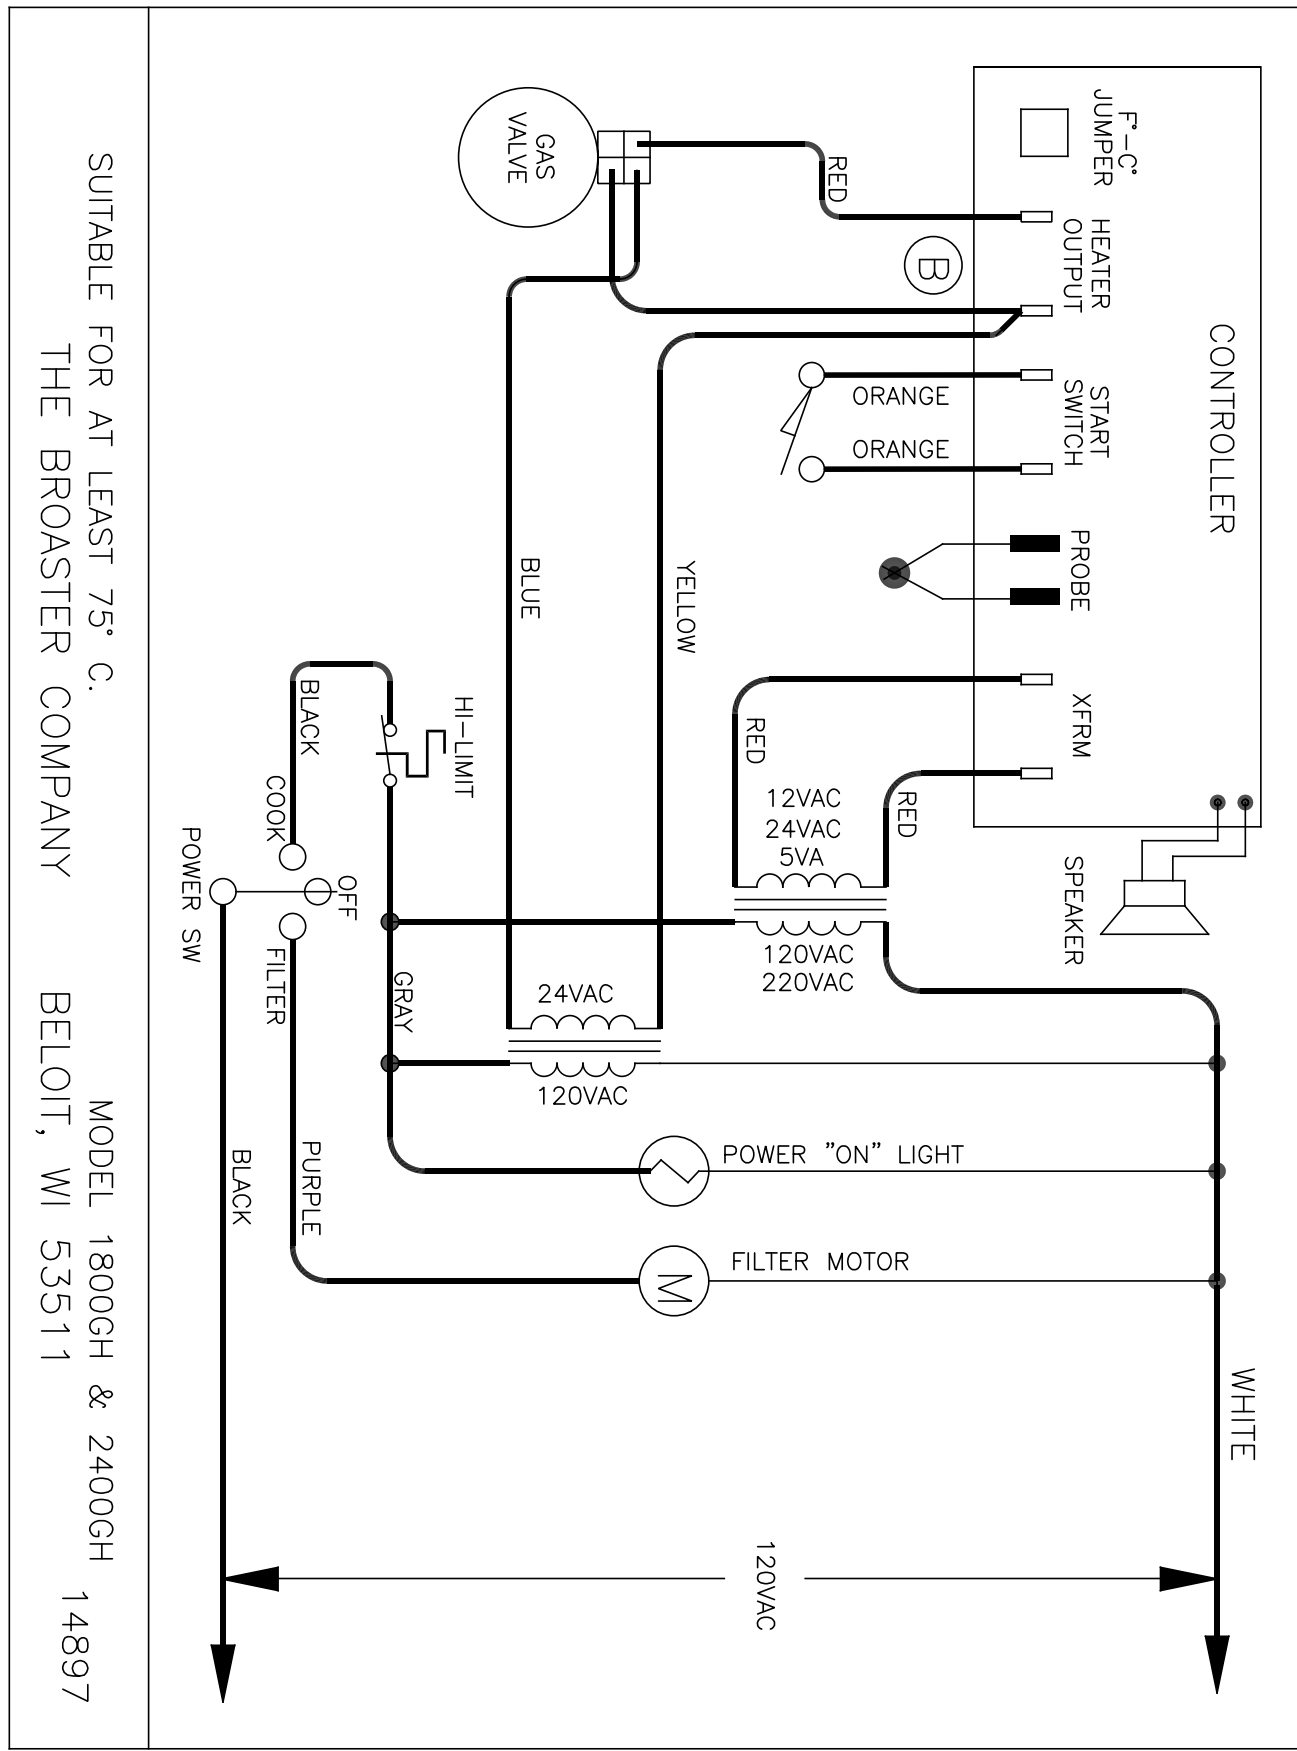 CONTROLLER
F°-C°
JUMPER
HEATER
OUTPUT
START
SWITCH
PROBE
XFRM
SPEAKER
RED
B
ORANGE
ORANGE
GAS
VALVE
BLUE
YELLOW
RED
RED
12VAC
24VAC
5VA
120VAC
220VAC
HI-LIMIT
BLACK
COOK
OFF
FILTER
POWER SW
GRAY
24VAC
120VAC
POWER "ON" LIGHT
FILTER MOTOR
M
PURPLE
BLACK
WHITE
120VAC
SUITABLE FOR AT LEAST 75° C.
MODEL 1800GH & 2400GH
THE BROASTER COMPANY
BELOIT, WI 53511
14897